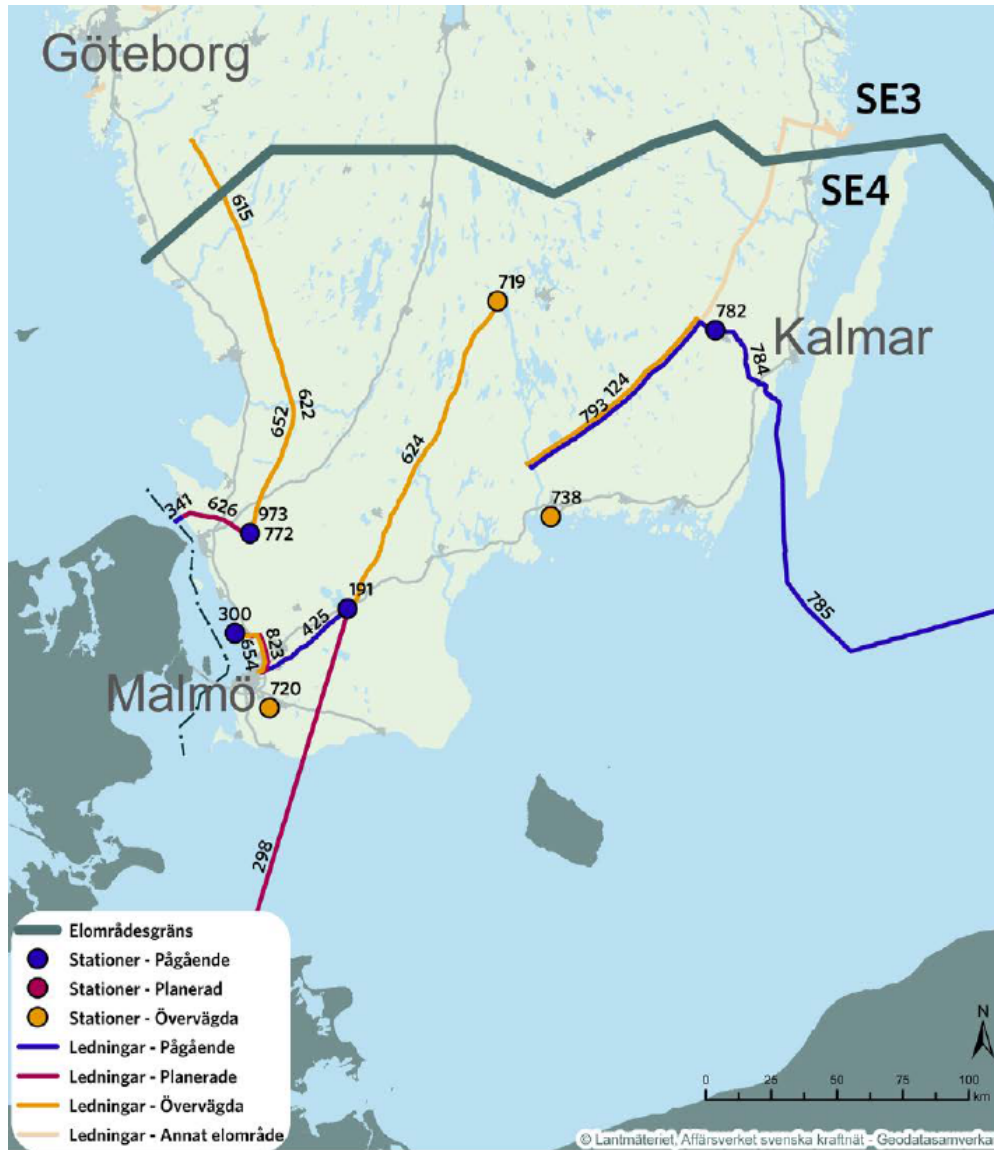 Göteborg
SE3
SE4
615
719
782
Kalmar
784
124
793
622
652
624
738
341
626
973
772
191
785
300
425
823
654
Malmö
720
298
Elområdesgräns
Stationer - Pågående
Stationer - Planerad
Stationer - Övervägda
Ledningar - Pågående
Ledningar - Planerade
Ledningar - Övervägda
Ledningar - Annat elområde
N
0 25 50 75 100
km
© Lantmäteriet, Affärsverket svenska kraftnät - Geodatasamverka